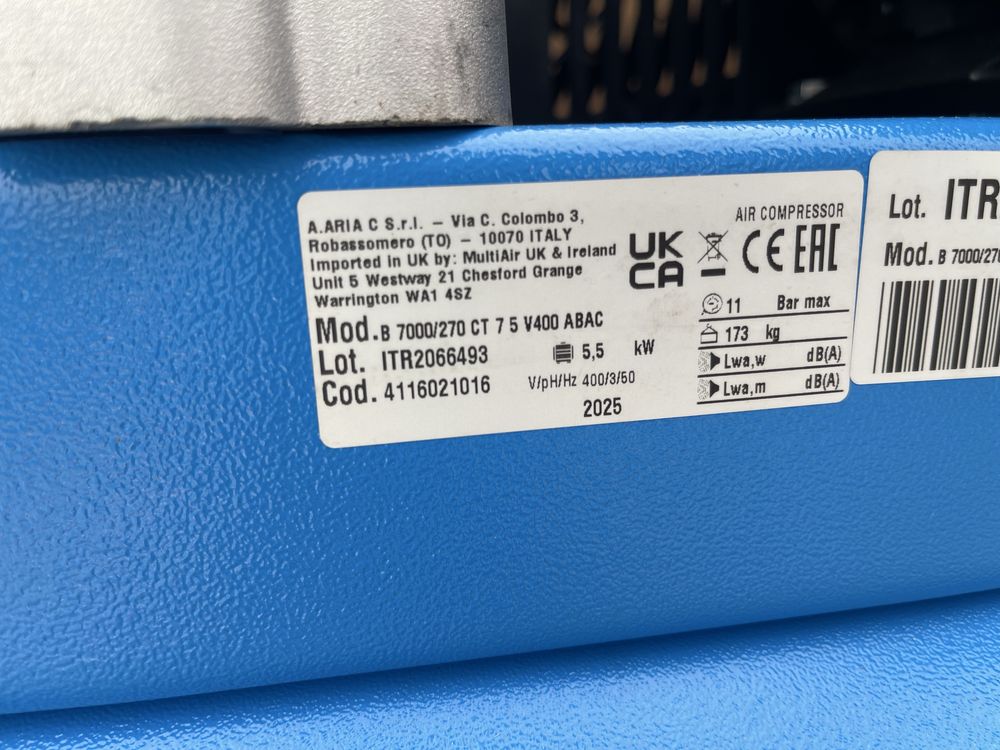 A.ARIA C S.r.l. – Via C. Colombo 3,
Robassomero (TO) – 10070 ITALY
Imported in UK by: MultiAir UK & Ireland
Unit 5 Westway 21 Chesford Grange
Warrington WA1 4SZ
UK
CA
AIR COMPRESSOR
CE EAC
Mod. B 7000/270 CT 7 5 V400 ABAC
Lot. ITR2066493
Cod. 4116021016
5,5 kW
V/pH/Hz 400/3/50
2025
11 Bar max
173 kg
Lwa,w dB(A)
Lwa,m dB(A)
Lot. ITR
Mod. B 7000/270